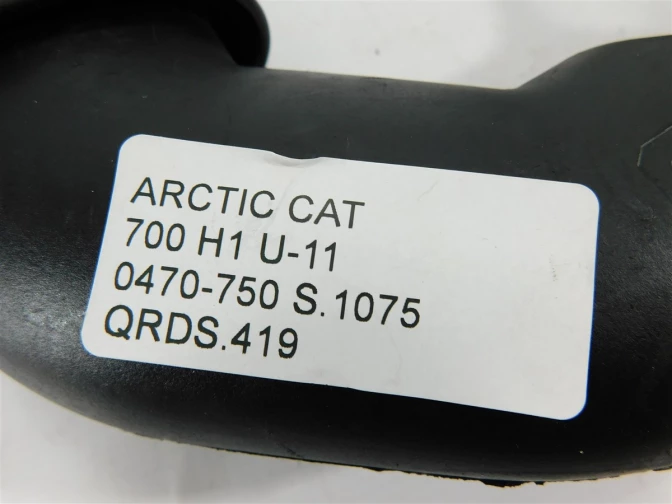 ARCTIC CAT
700 H1 U-11
0470-750 S.1075
QRDS.419